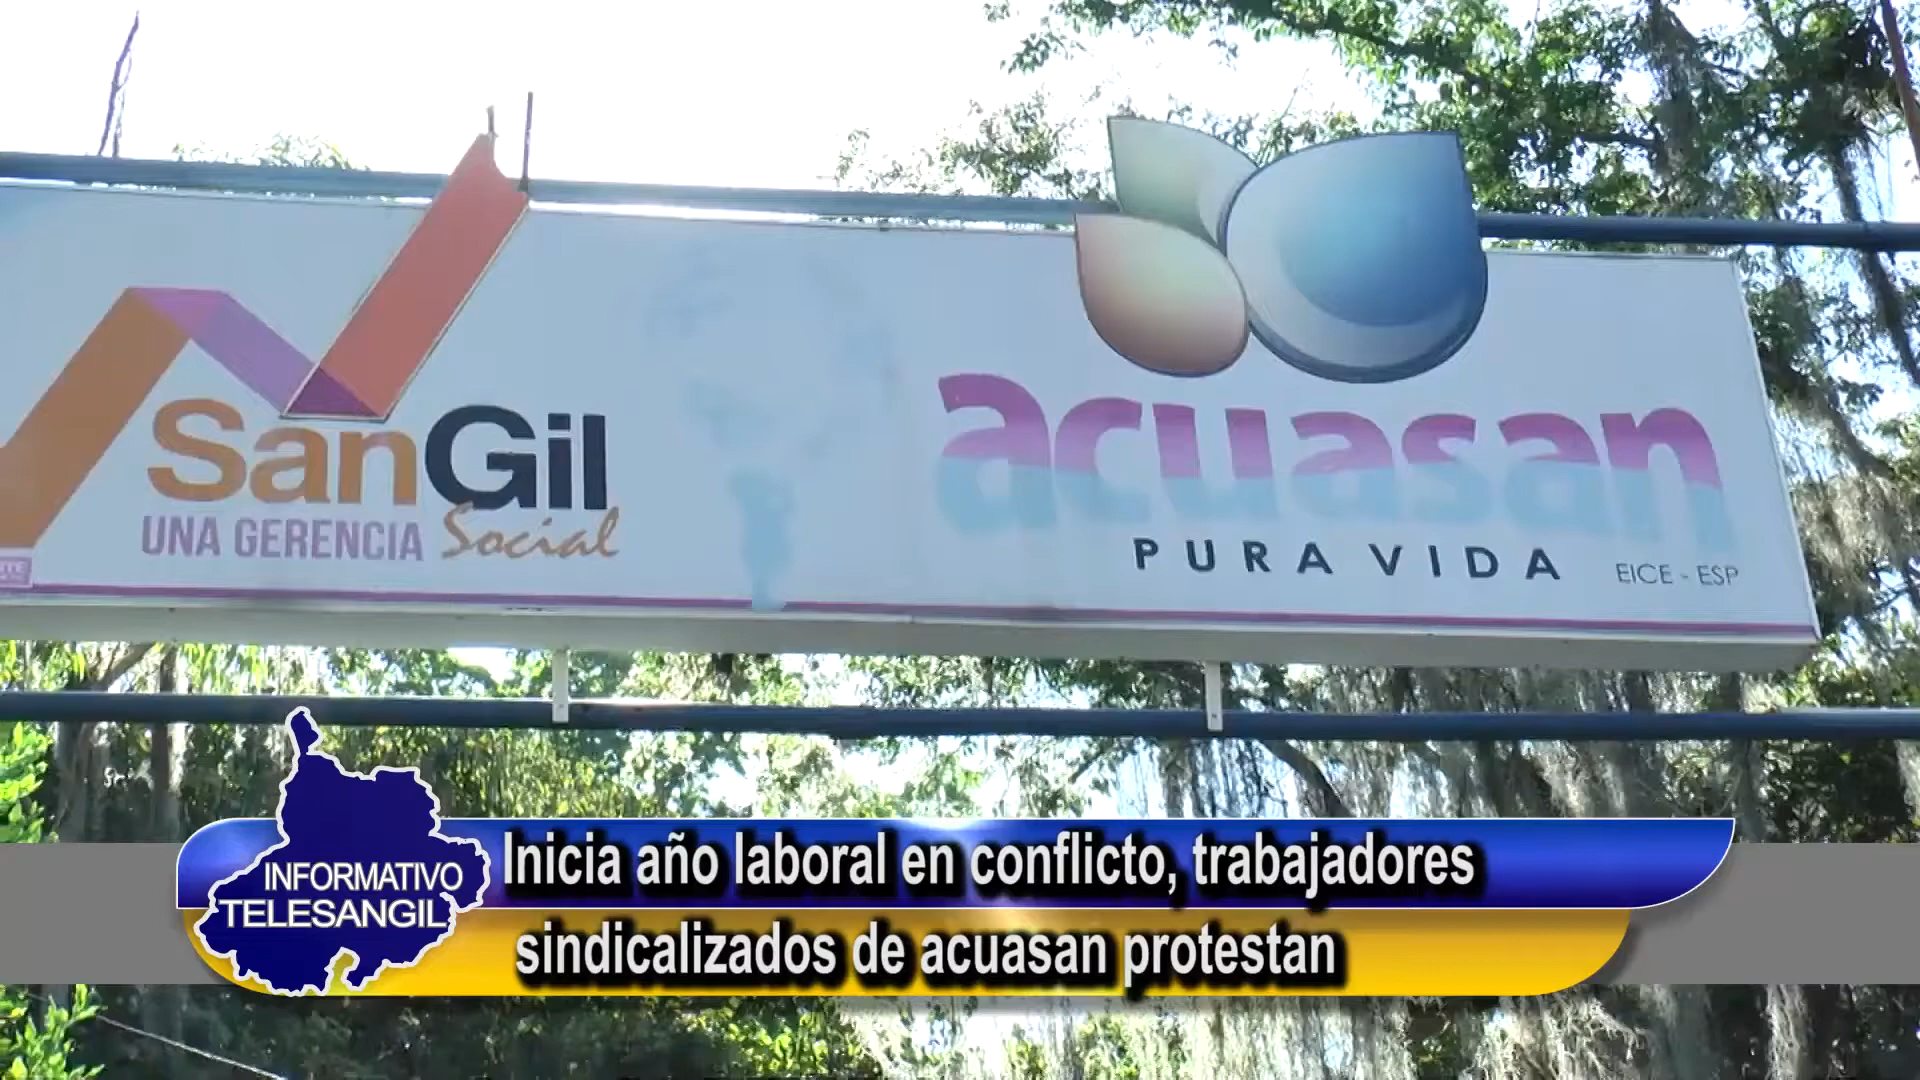 SanGil
UNA GERENCIA Social
acuasan
PURA VIDA
EICE - ESP
INFORMATIVO
TELESANGIL
Inicia año laboral en conflicto, trabajadores
sindicalizados de acuasan protestan